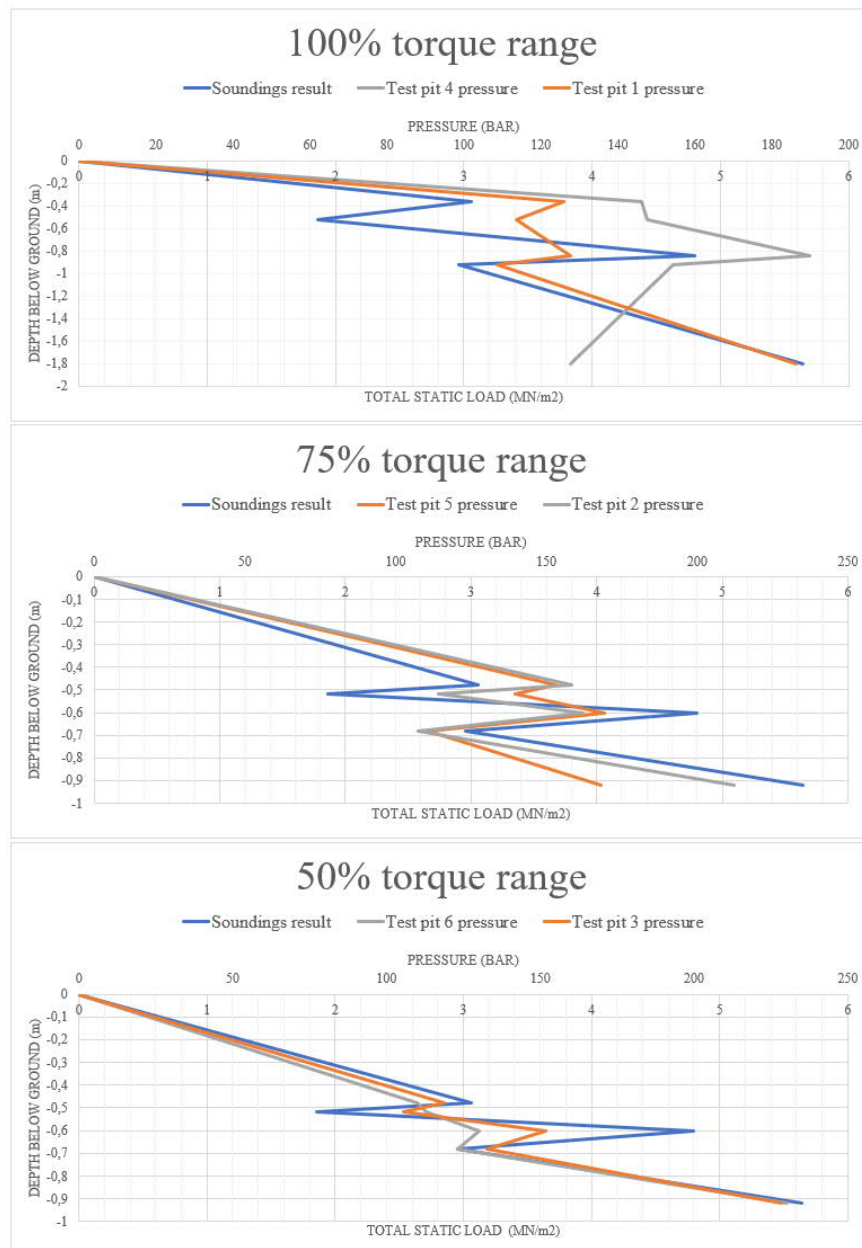 100% torque range
Soundings result Test pit 4 pressure Test pit 1 pressure
PRESSURE (BAR)
0 20 40 60 80 100 120 140 160 180 200
0 1 2 3 4 5 6
0
-0,2
-0,4
-0,6
-0,8
-1
-1,2
-1,4
-1,6
-1,8
-2
DEPTH BELOW GROUND (m)
TOTAL STATIC LOAD (MN/m2)
75% torque range
Soundings result Test pit 5 pressure Test pit 2 pressure
PRESSURE (BAR)
0 50 100 150 200 250
0 1 2 3 4 5 6
0
-0,1
-0,2
-0,3
-0,4
-0,5
-0,6
-0,7
-0,8
-0,9
-1
DEPTH BELOW GROUND (m)
TOTAL STATIC LOAD (MN/m2)
50% torque range
Soundings result Test pit 6 pressure Test pit 3 pressure
PRESSURE (BAR)
0 50 100 150 200 250
0 1 2 3 4 5 6
0
-0,1
-0,2
-0,3
-0,4
-0,5
-0,6
-0,7
-0,8
-0,9
-1
DEPTH BELOW GROUND (m)
TOTAL STATIC LOAD (MN/m2)